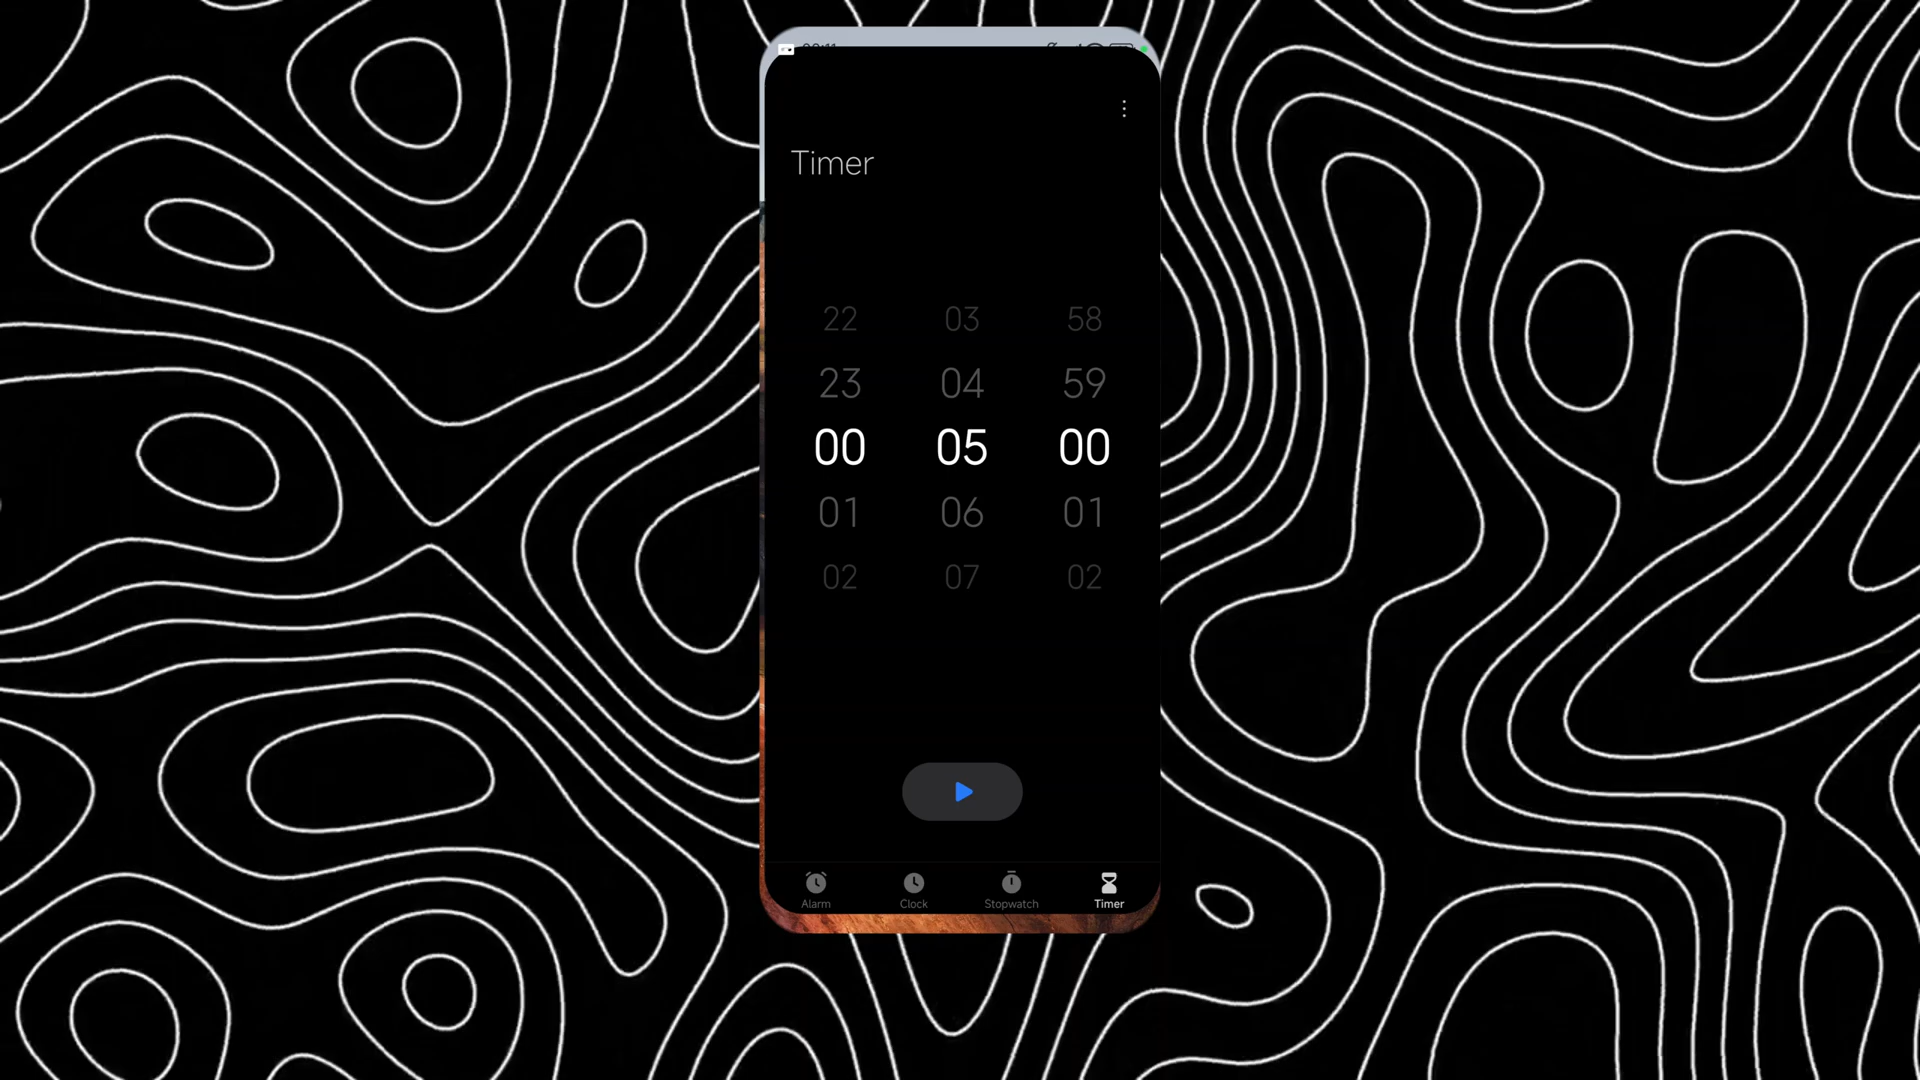 Timer
22 03 58
23 04 59
00 05 00
01 06 01
02 07 02
Alarm Clock Stopwatch Timer